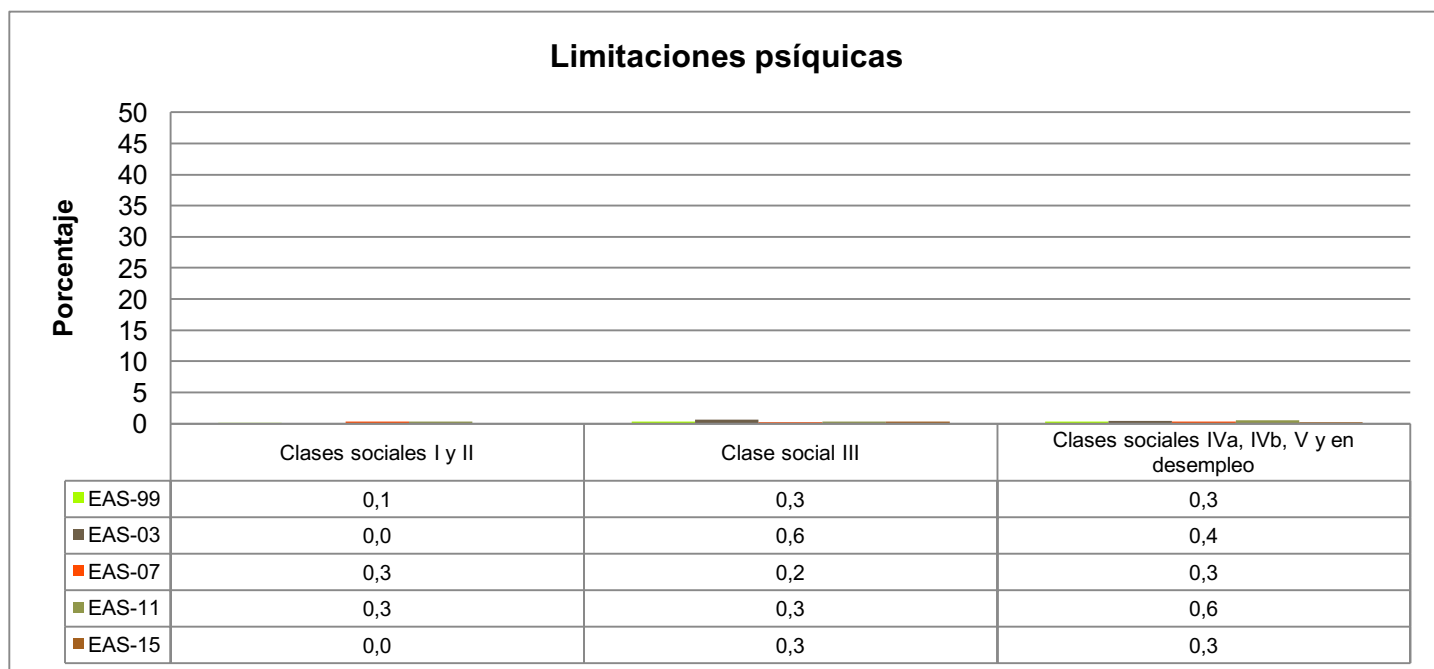 Limitaciones psíquicas
Porcentaje
50
45
40
35
30
25
20
15
10
5
0
Clases sociales I y II
Clase social III
Clases sociales IVa, IVb, V y en
desempleo
EAS-99 0,1 0,3 0,3
EAS-03 0,0 0,6 0,4
EAS-07 0,3 0,2 0,3
EAS-11 0,3 0,3 0,6
EAS-15 0,0 0,3 0,3